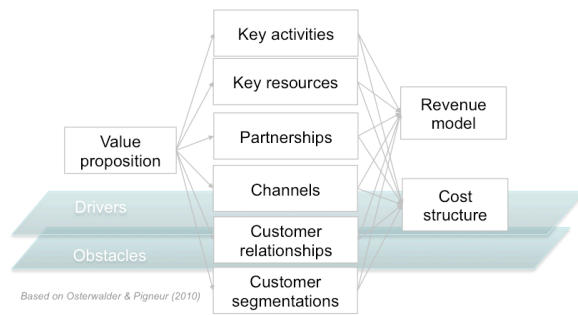 Key activities
Key resources
Revenue
model
Partnerships
Value
proposition
Channels
Cost
structure
Drivers
Customer
relationships
Obstacles
Customer
segmentations
Based on Osterwalder & Pigneur (2010)